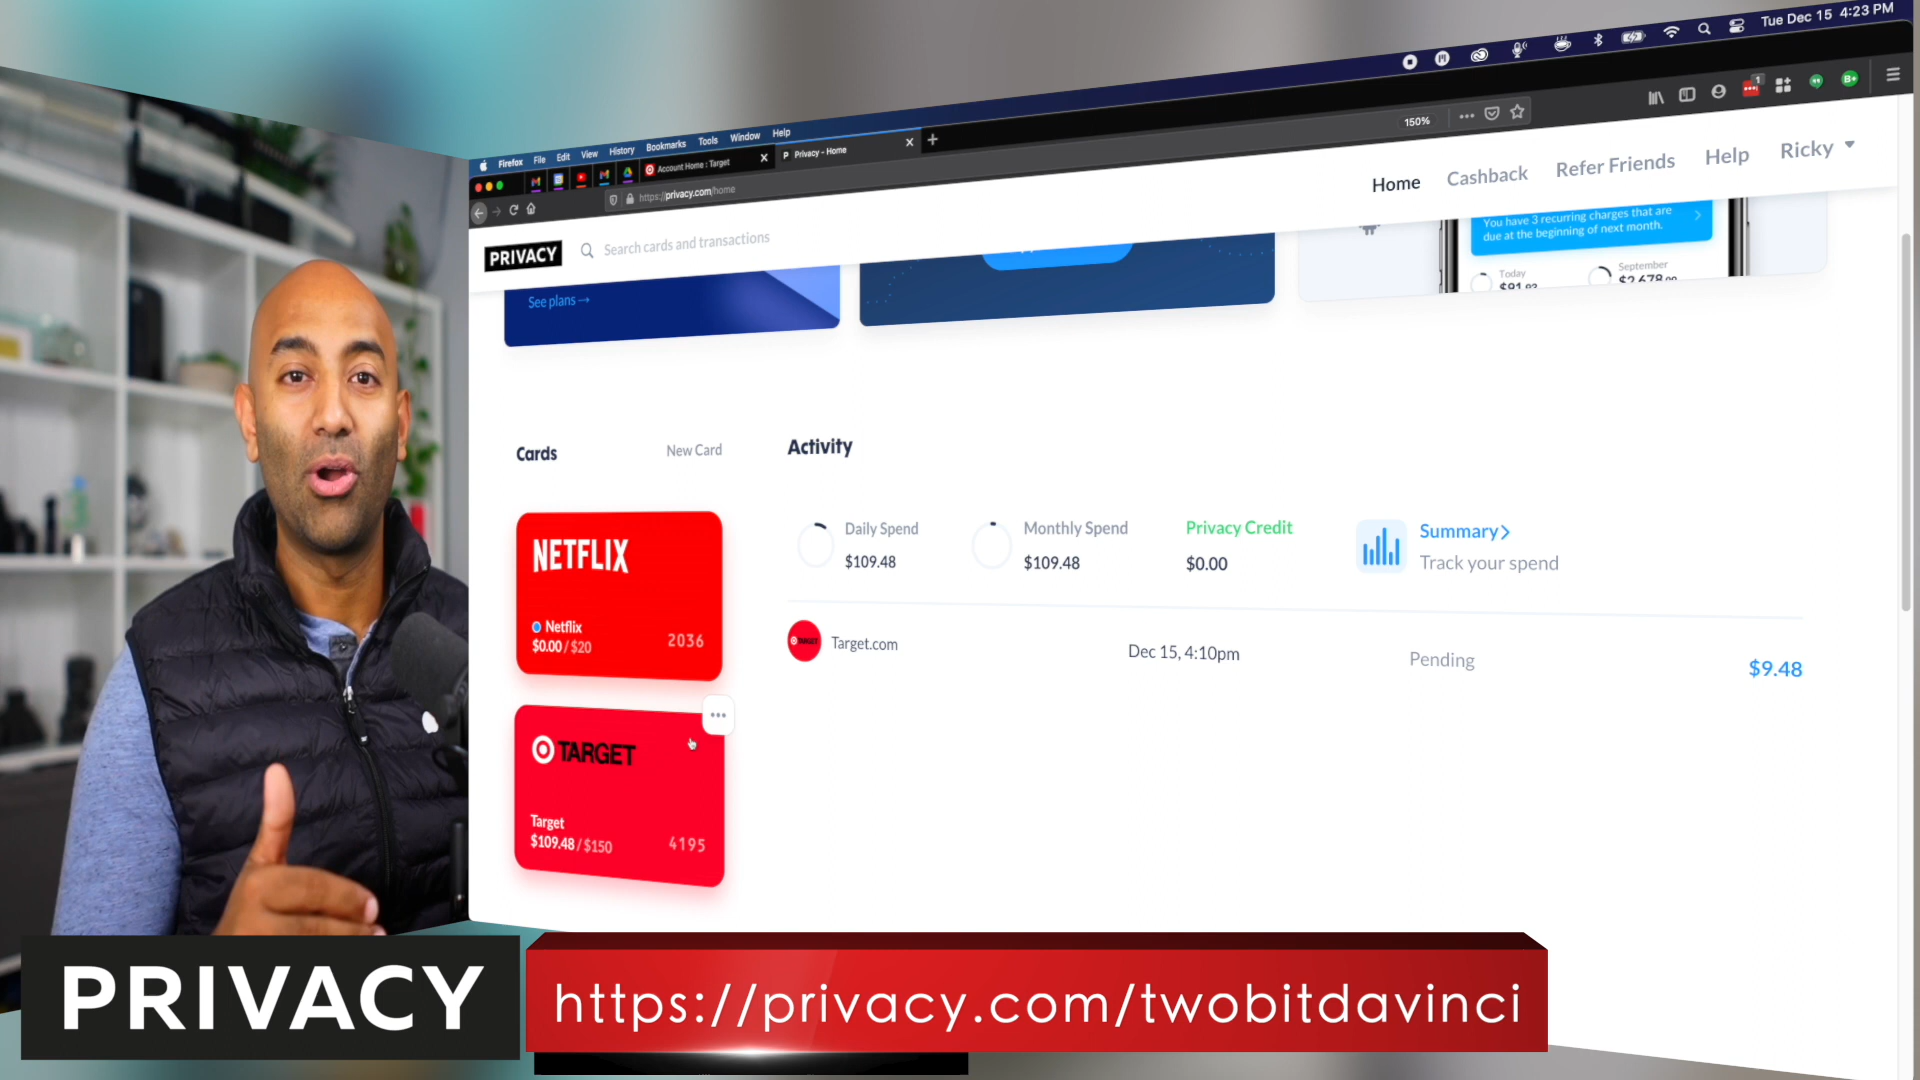 Tue Dec 15 4:23 PM
Firefox File Edit View History Bookmarks Tools Window Help
Account Home : Target
P Privacy - Home
https://privacy.com/home
150%
1
B+
PRIVACY
Search cards and transactions
Home Cashback Refer Friends Help Ricky
See plans →
You have 3 recurring charges that are
due at the beginning of next month.
Today
September
Cards
New Card
Activity
NETFLIX
Netflix
$0.00 / $20
2036
Daily Spend
$109.48
Monthly Spend
$109.48
Privacy Credit
$0.00
Summary>
Track your spend
Target.com
Dec 15, 4:10pm
Pending
$9.48
TARGET
Target
$109.48 / $150
4195
PRIVACY
https://privacy.com/twobitdavinci